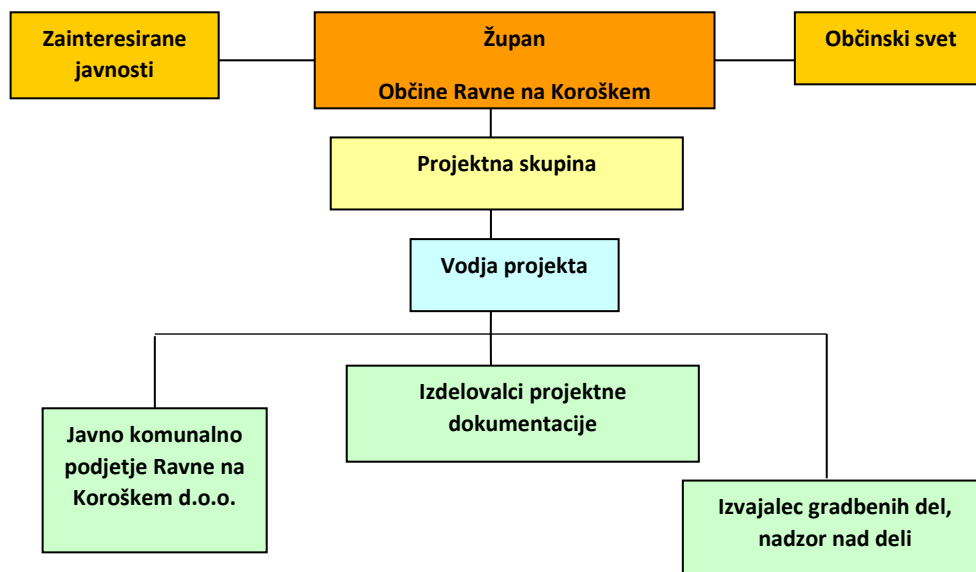 Zainteresirane
javnosti
Župan
Občine Ravne na Koroškem
Občinski svet
Projektna skupina
Vodja projekta
Javno komunalno
podjetje Ravne na
Koroškem d.o.o.
Izdelovalci projektne
dokumentacije
Izvajalec gradbenih del,
nadzor nad deli